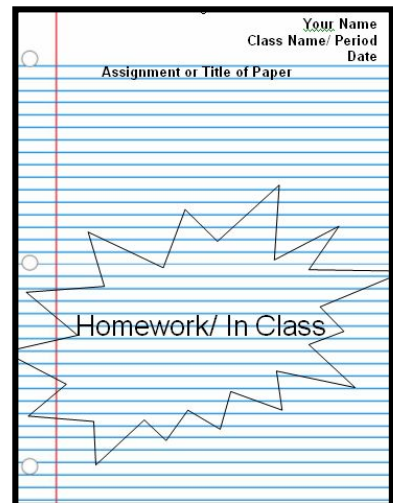 Your Name
Class Name/ Period
Date
Assignment or Title of Paper
Homework/ In Class